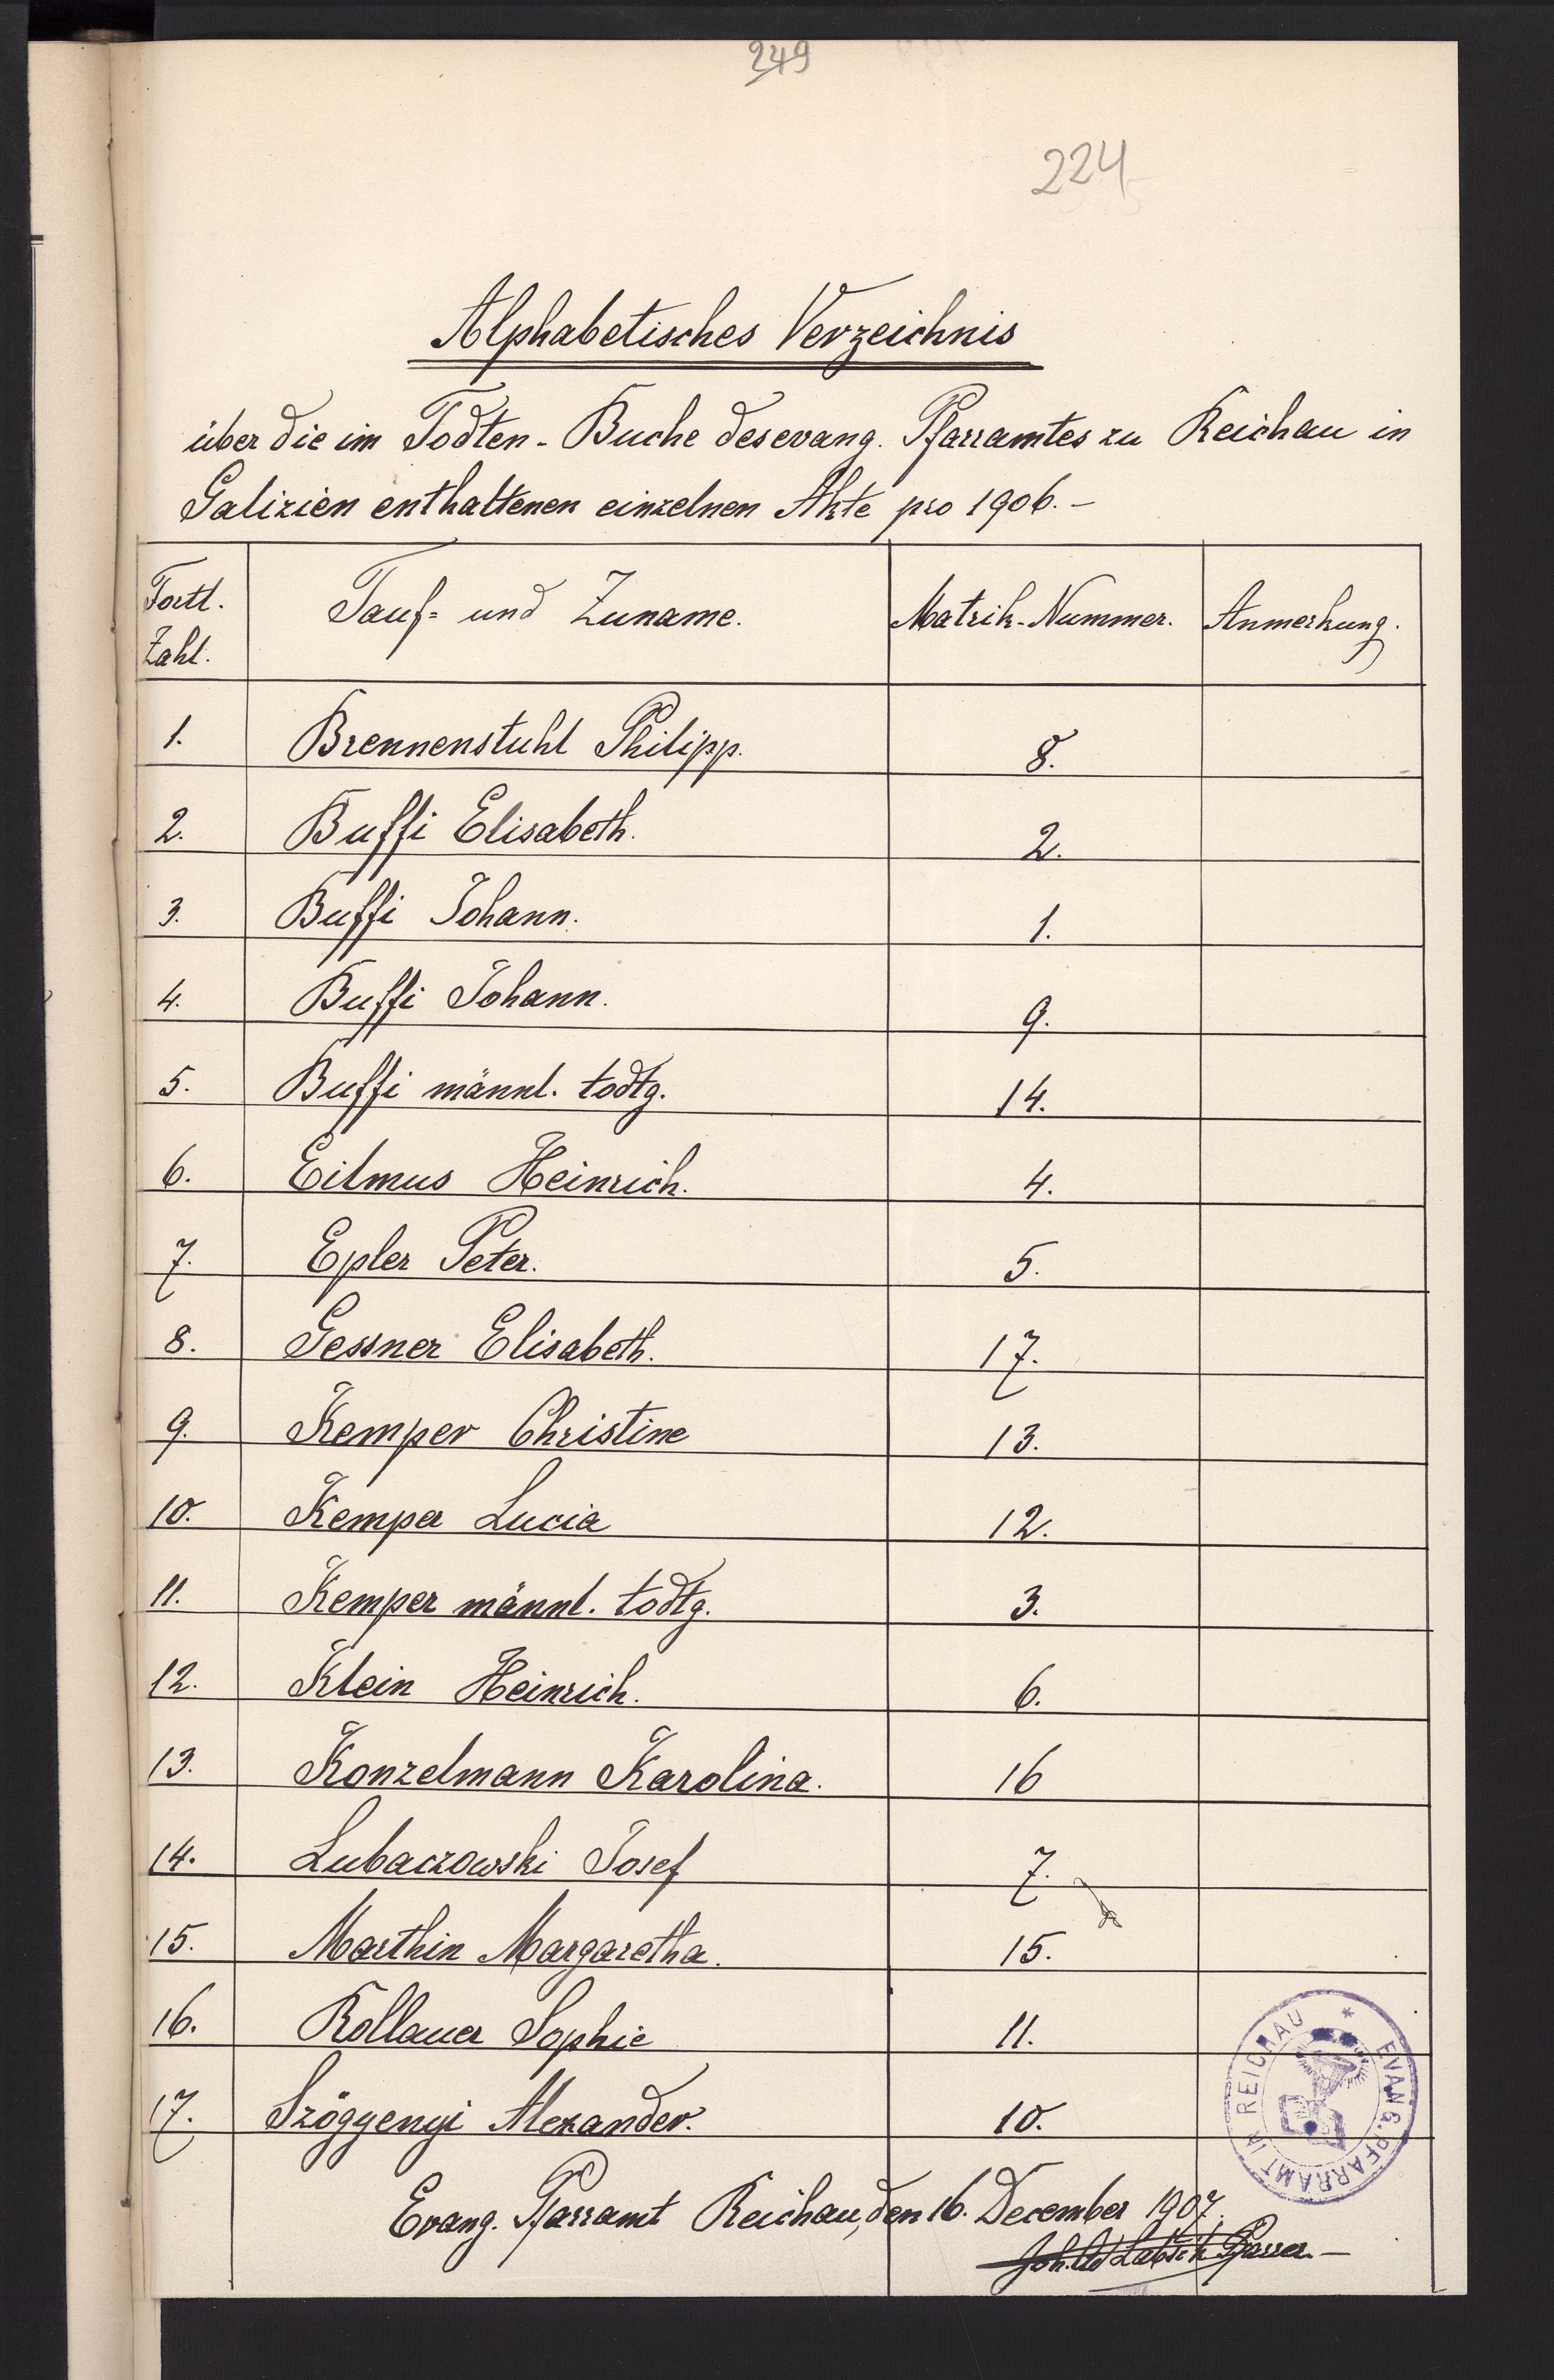 249
224
Alphabetisches Verzeichnis
über die im Todten-Buche des evang. Pfarramtes zu Reichau in
Galizien enthaltenen einzelnen Akte pro 1906.-
Fortl. Zahl. Tauf- und Zuname. Matrik-Nummer. Anmerkung.
1. Brennenstuhl Philipp. 8.
2. Buffi Elisabeth. 2.
3. Buffi Johann. 1.
4. Buffi Johann. 9.
5. Buffi männl. todtg. 14.
6. Eilmus Heinrich. 4.
7. Epler Peter. 5.
8. Gessner Elisabeth. 17.
9. Kemper Christine 13.
10. Kemper Lucia 12.
11. Kemper männl. todtg. 3.
12. Klein Heinrich. 6.
13. Konzelmann Karolina. 16
14. Lubaczowski Josef 7.
15. Marthin Margaretha. 15.
16. Rollauer Sophie 11.
17. Szögyenyi Alexander. 10.
EVANG. PFARRAMT IN REICHAU *
Evang. Pfarramt Reichau, den 16. December 1907.
Joh. Pfarrer.-